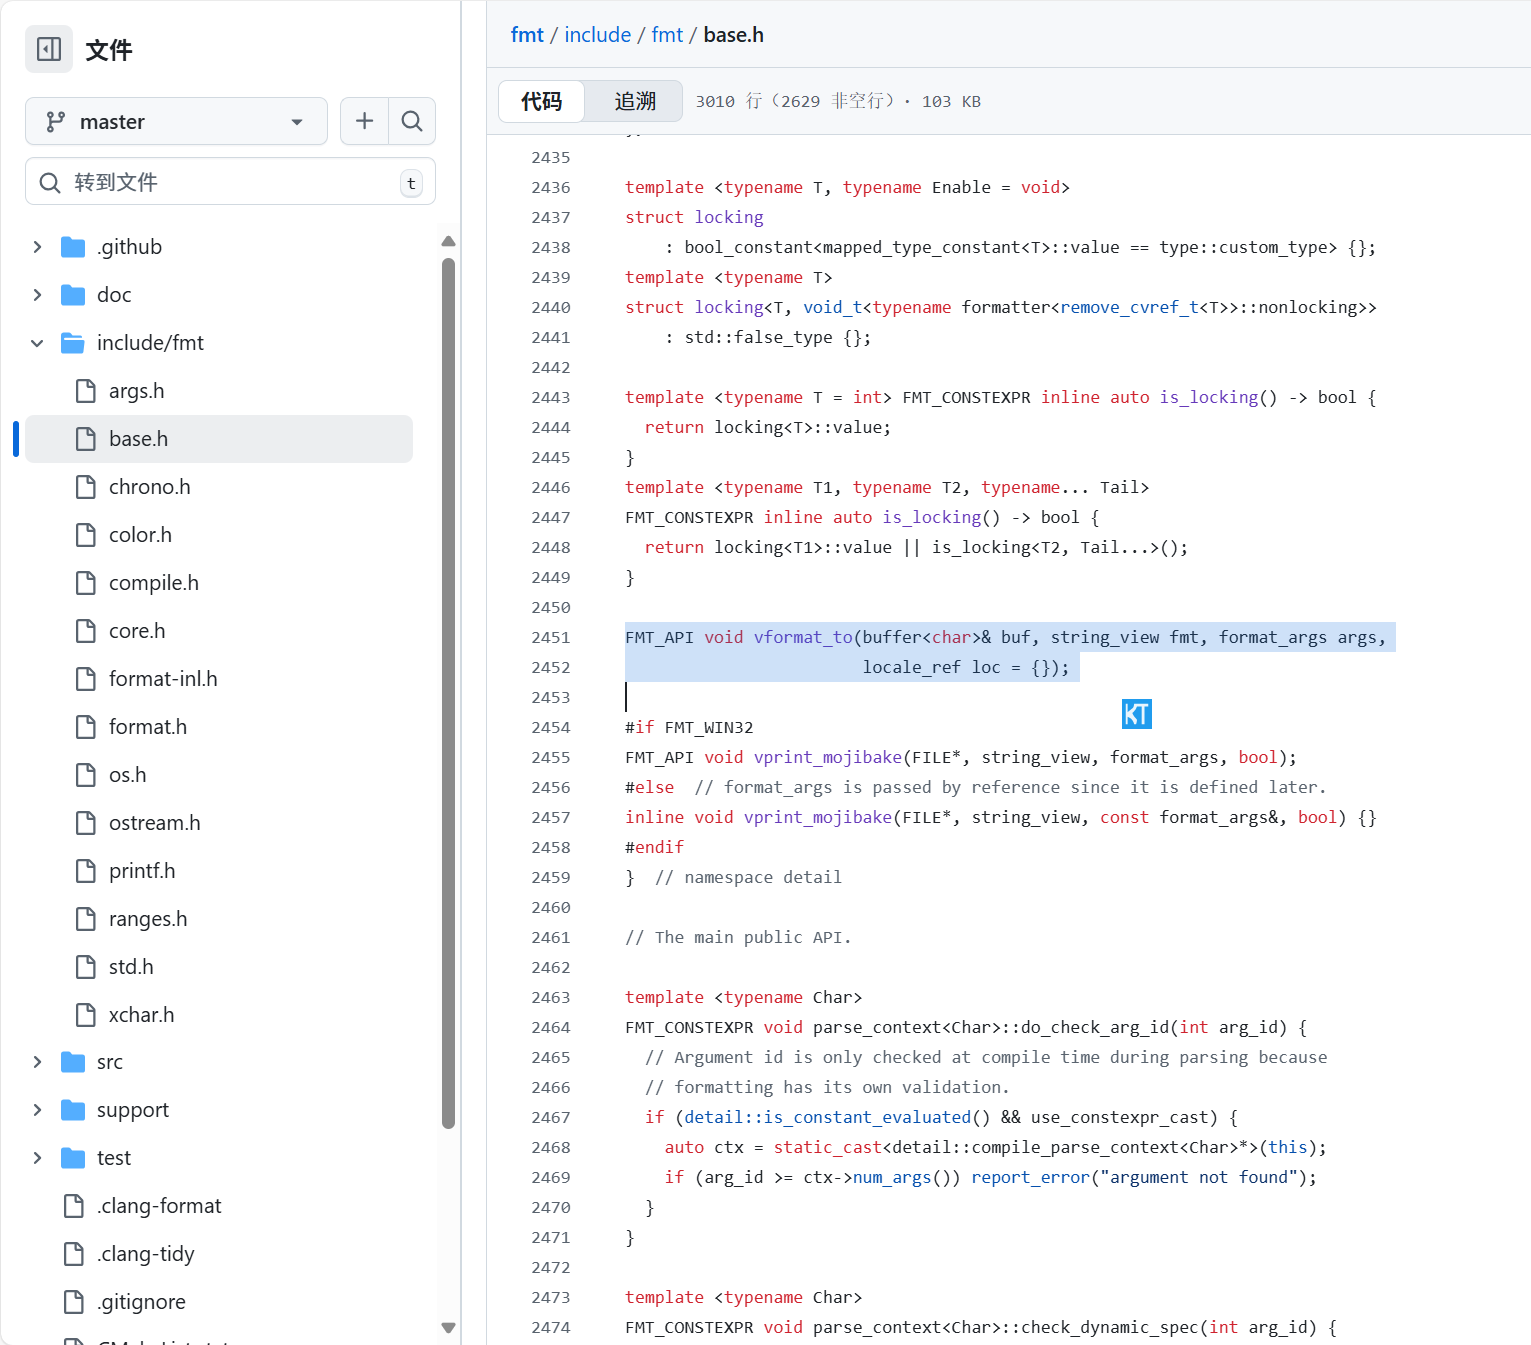 文件
master
转到文件
t
.github
doc
include/fmt
args.h
base.h
chrono.h
color.h
compile.h
core.h
format-inl.h
format.h
os.h
ostream.h
printf.h
ranges.h
std.h
xchar.h
src
support
test
.clang-format
.clang-tidy
.gitignore
fmt / include / fmt / base.h
代码 追溯 3010 行（2629 非空行）· 103 KB
2435
2436 template <typename T, typename Enable = void>
2437 struct locking
2438     : bool_constant<mapped_type_constant<T>::value == type::custom_type> {};
2439 template <typename T>
2440 struct locking<T, void_t<typename formatter<remove_cvref_t<T>>::nonlocking>>
2441     : std::false_type {};
2442
2443 template <typename T = int> FMT_CONSTEXPR inline auto is_locking() -> bool {
2444   return locking<T>::value;
2445 }
2446 template <typename T1, typename T2, typename... Tail>
2447 FMT_CONSTEXPR inline auto is_locking() -> bool {
2448   return locking<T1>::value || is_locking<T2, Tail...>();
2449 }
2450
2451 FMT_API void vformat_to(buffer<char>& buf, string_view fmt, format_args args,
2452                         locale_ref loc = {});
2453
KT
2454 #if FMT_WIN32
2455 FMT_API void vprint_mojibake(FILE*, string_view, format_args, bool);
2456 #else  // format_args is passed by reference since it is defined later.
2457 inline void vprint_mojibake(FILE*, string_view, const format_args&, bool) {}
2458 #endif
2459 }  // namespace detail
2460
2461 // The main public API.
2462
2463 template <typename Char>
2464 FMT_CONSTEXPR void parse_context<Char>::do_check_arg_id(int arg_id) {
2465   // Argument id is only checked at compile time during parsing because
2466   // formatting has its own validation.
2467   if (detail::is_constant_evaluated() && use_constexpr_cast) {
2468     auto ctx = static_cast<detail::compile_parse_context<Char>*>(this);
2469     if (arg_id >= ctx->num_args()) report_error("argument not found");
2470   }
2471 }
2472
2473 template <typename Char>
2474 FMT_CONSTEXPR void parse_context<Char>::check_dynamic_spec(int arg_id) {